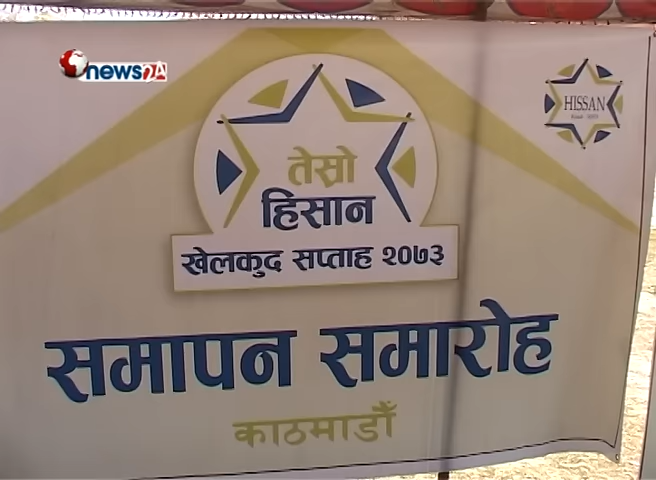 news24
HISSAN
तेस्रो
हिसान
खेलकुद सप्ताह २०७३
समापन समारोह
काठमाडौँ